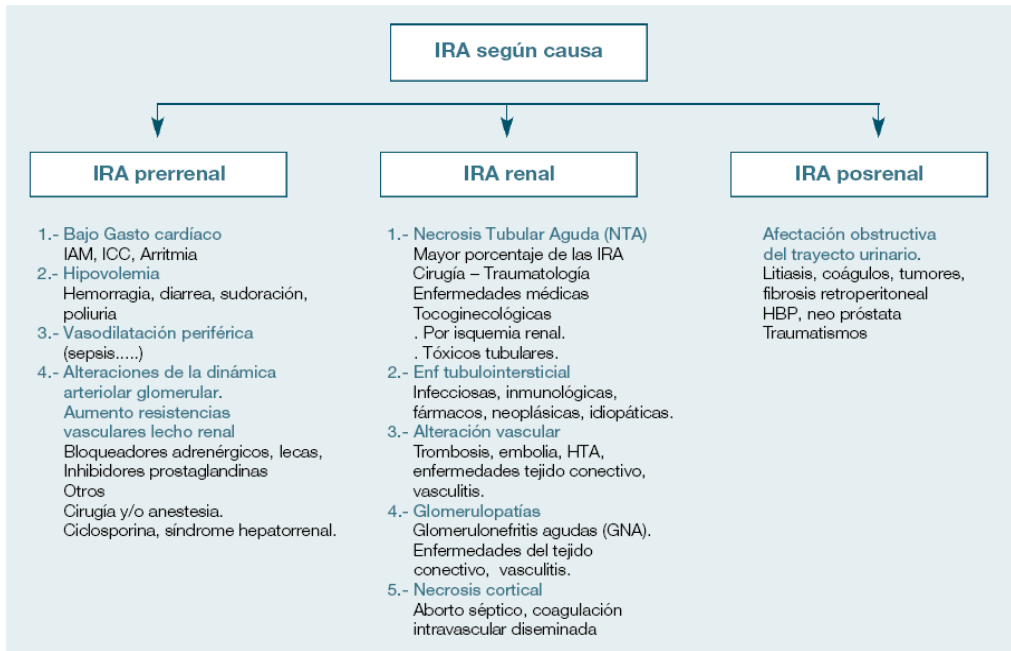 IRA según causa
IRA prerrenal
1.- Bajo Gasto cardíaco
IAM, ICC, Arritmia
2.- Hipovolemia
Hemorragia, diarrea, sudoración,
poliuria
3.- Vasodilatación periférica
(sepsis.....)
4.- Alteraciones de la dinámica
arteriolar glomerular.
Aumento resistencias
vasculares lecho renal
Bloqueadores adrenérgicos, lecas,
Inhibidores prostaglandinas
Otros
Cirugía y/o anestesia.
Ciclosporina, síndrome hepatorrenal.
IRA renal
1.- Necrosis Tubular Aguda (NTA)
Mayor porcentaje de las IRA
Cirugía – Traumatología
Enfermedades médicas
Tocoginecológicas
. Por isquemia renal.
. Tóxicos tubulares.
2.- Enf tubulointersticial
Infecciosas, inmunológicas,
fármacos, neoplásicas, idiopáticas.
3.- Alteración vascular
Trombosis, embolia, HTA,
enfermedades tejido conectivo,
vasculitis.
4.- Glomerulopatías
Glomerulonefritis agudas (GNA).
Enfermedades del tejido
conectivo, vasculitis.
5.- Necrosis cortical
Aborto séptico, coagulación
intravascular diseminada
IRA posrenal
Afectación obstructiva
del trayecto urinario.
Litiasis, coágulos, tumores,
fibrosis retroperitoneal
HBP, neo próstata
Traumatismos